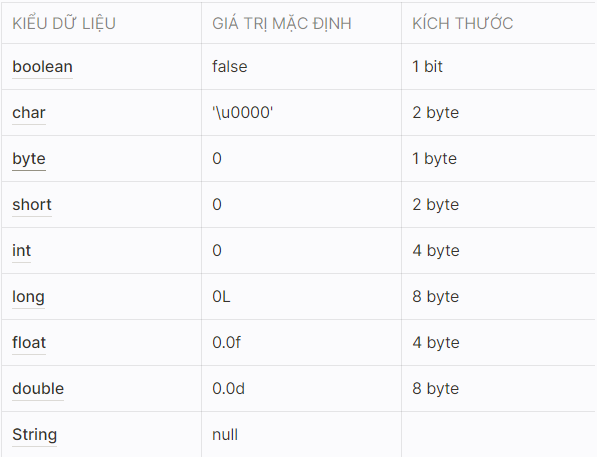 KIỂU DỮ LIỆU GIÁ TRỊ MẶC ĐỊNH KÍCH THƯỚC
boolean false 1 bit
char '\u0000' 2 byte
byte 0 1 byte
short 0 2 byte
int 0 4 byte
long 0L 8 byte
float 0.0f 4 byte
double 0.0d 8 byte
String null